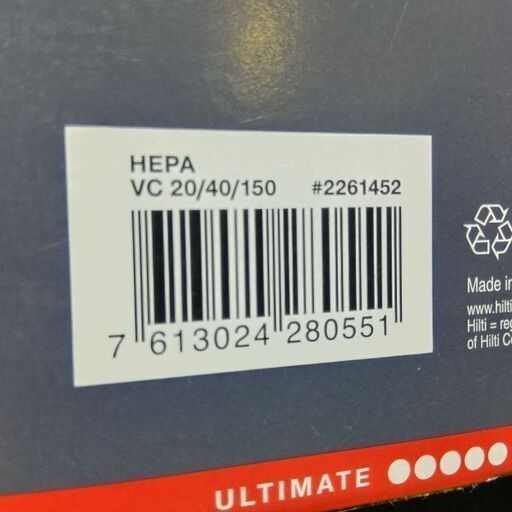 HEPA
VC 20/40/150 #2261452
7 613024 280551
Made in
www.hilti
Hilti = reg
of Hilti Co
ULTIMATE